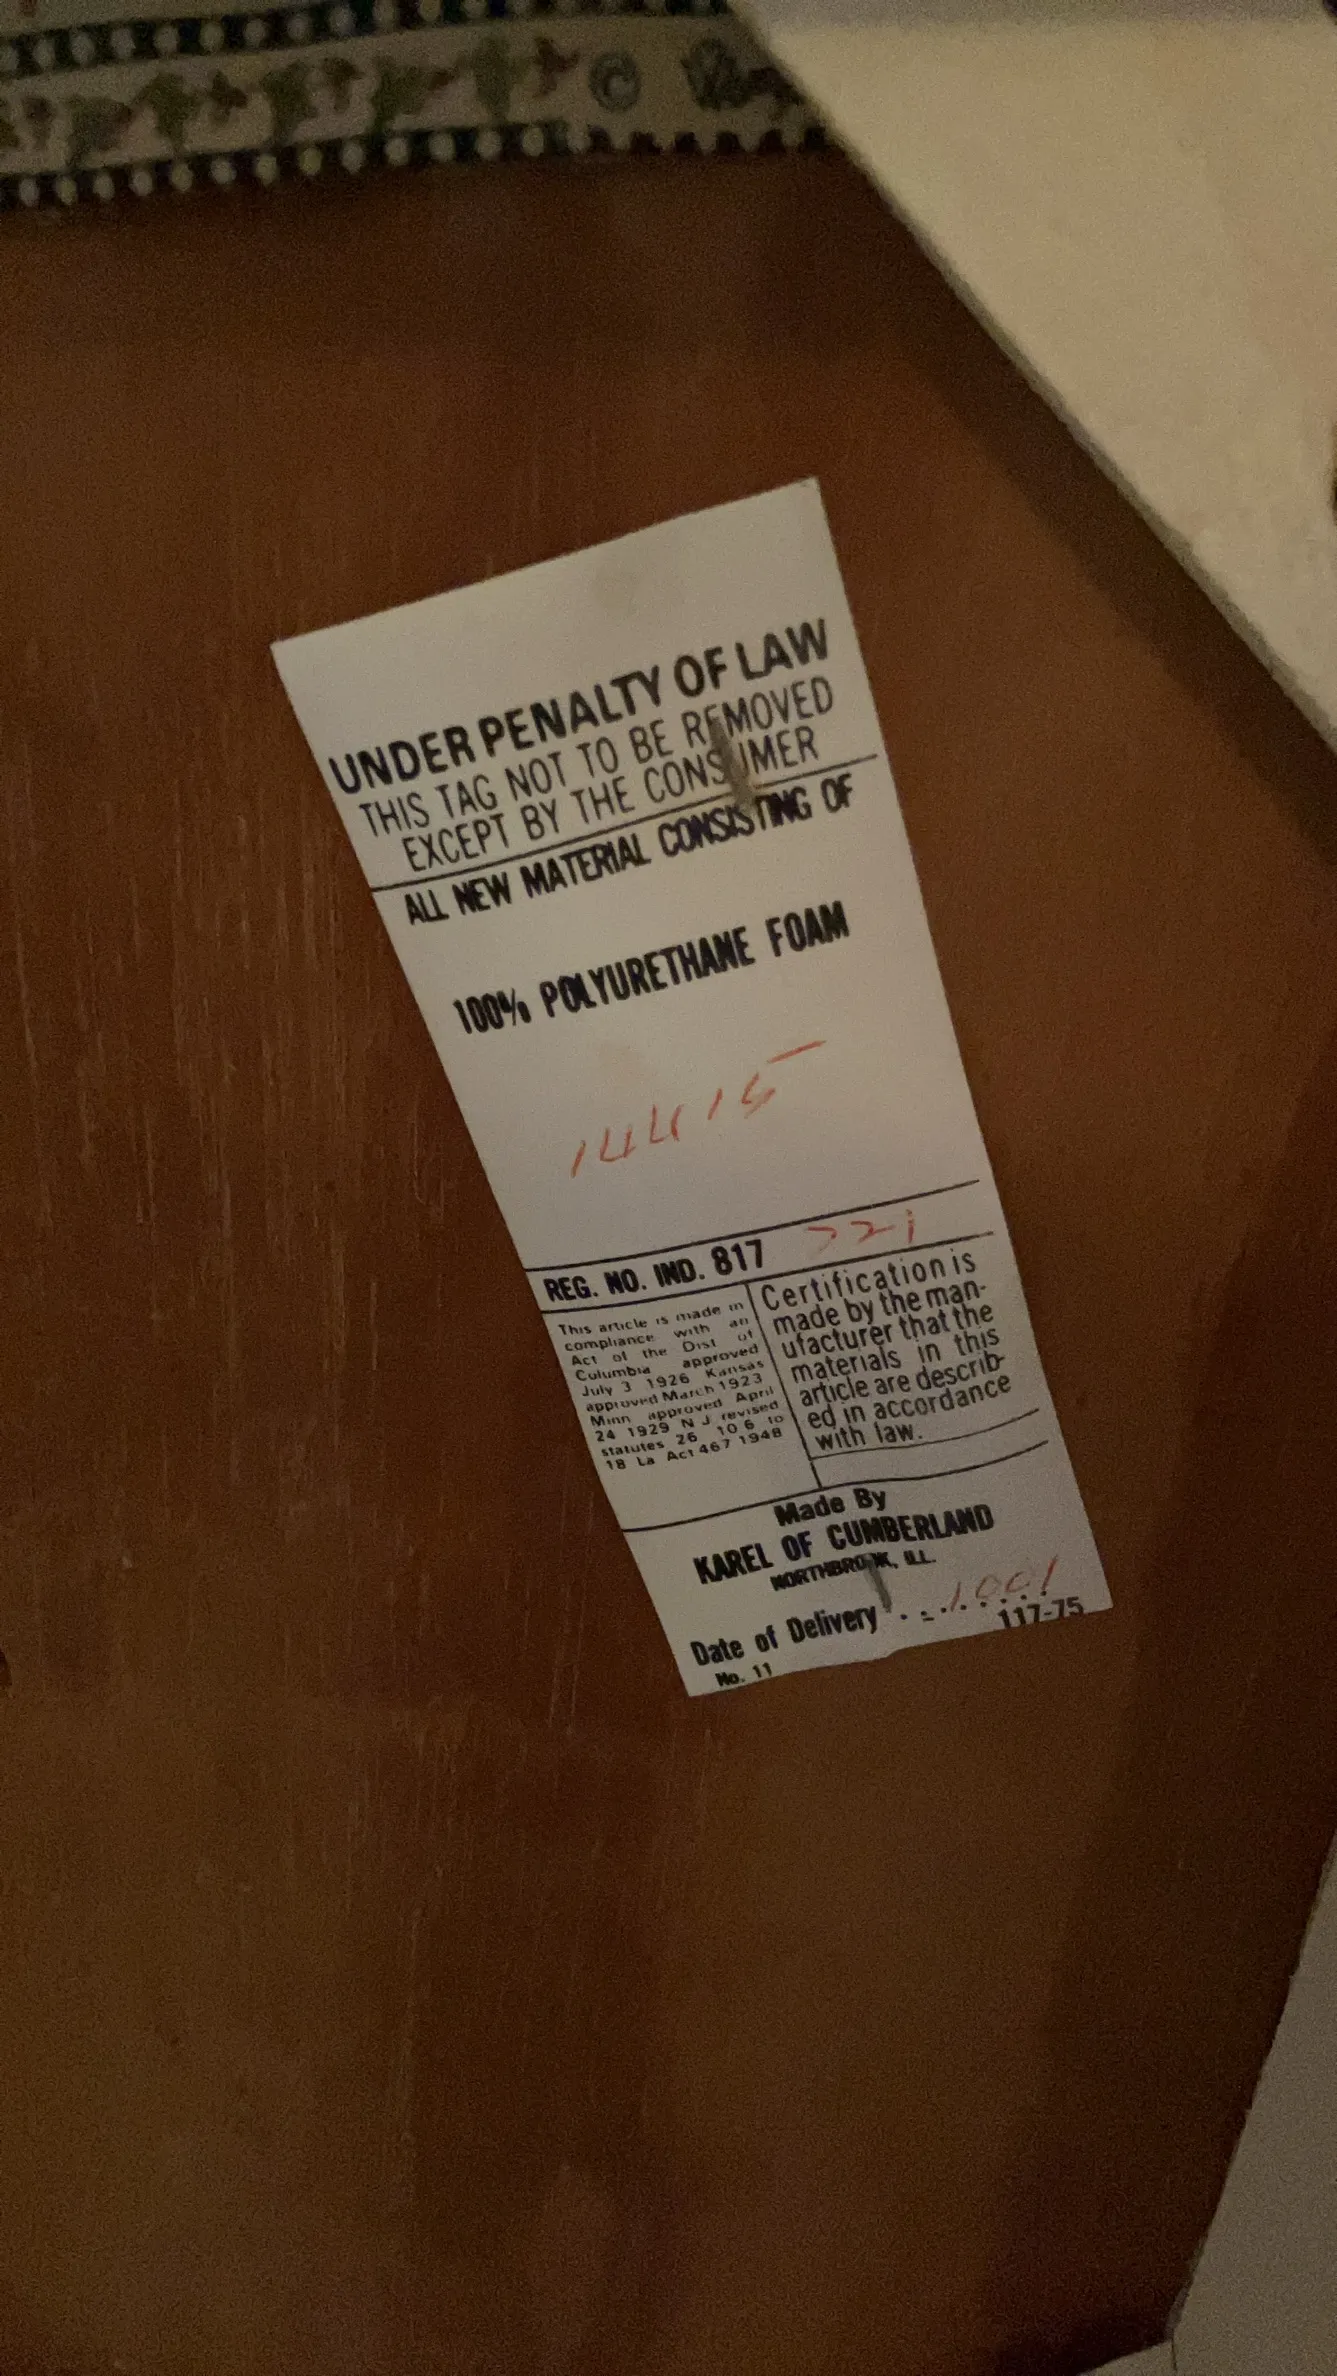 ©
UNDER PENALTY OF LAW
THIS TAG NOT TO BE REMOVED
EXCEPT BY THE CONSUMER
ALL NEW MATERIAL CONSISTING OF
100% POLYURETHANE FOAM
14415
REG. NO. IND. 817 721
This article is made in
compliance with an
Act of the Dist of
Columbia approved
July 3 1926 Kansas
approved March 1923
Minn approved April
24 1929 N J revised
statutes 26 10 6 to
18 La Act 467 1948
Certification is
made by the man-
ufacturer that the
materials in this
article are describ-
ed in accordance
with law.
Made By
KAREL OF CUMBERLAND
NORTHBROOK, ILL.
Date of Delivery ........ 1001
No. 11 117-75